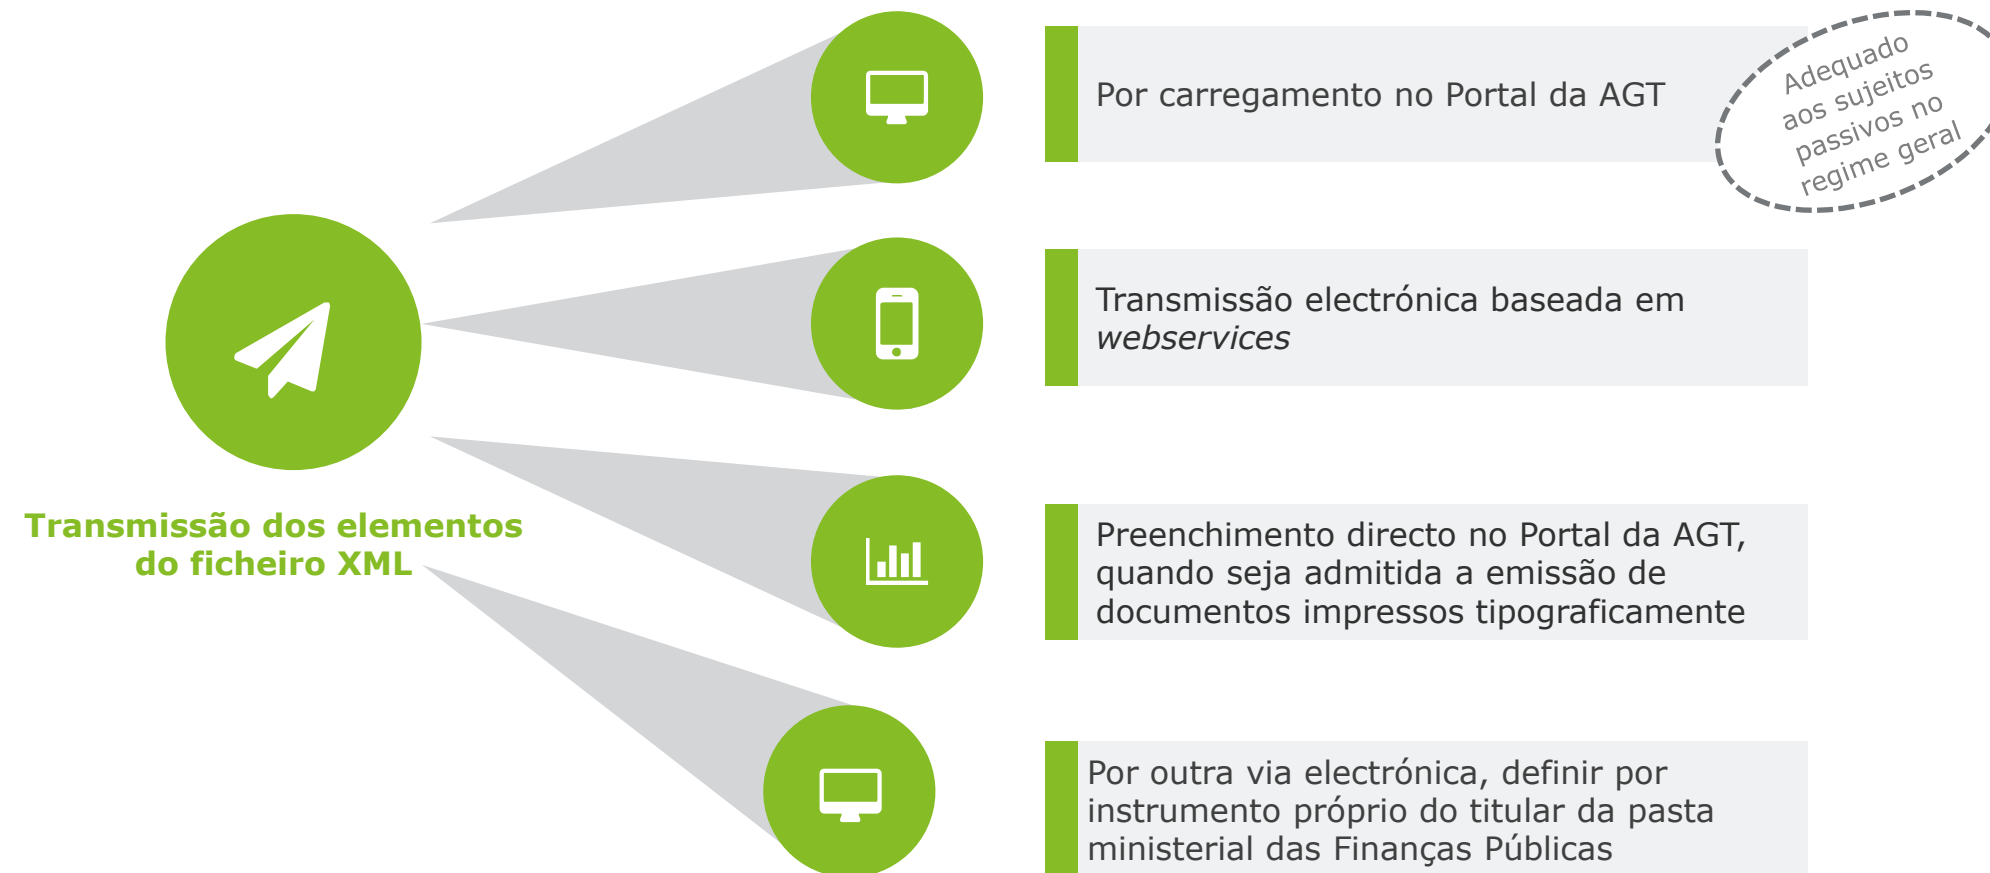 Por carregamento no Portal da AGT
Adequado
aos sujeitos
passivos no
regime geral
Transmissão electrónica baseada em
webservices
Transmissão dos elementos
do ficheiro XML
Preenchimento directo no Portal da AGT,
quando seja admitida a emissão de
documentos impressos tipograficamente
Por outra via electrónica, definir por
instrumento próprio do titular da pasta
ministerial das Finanças Públicas